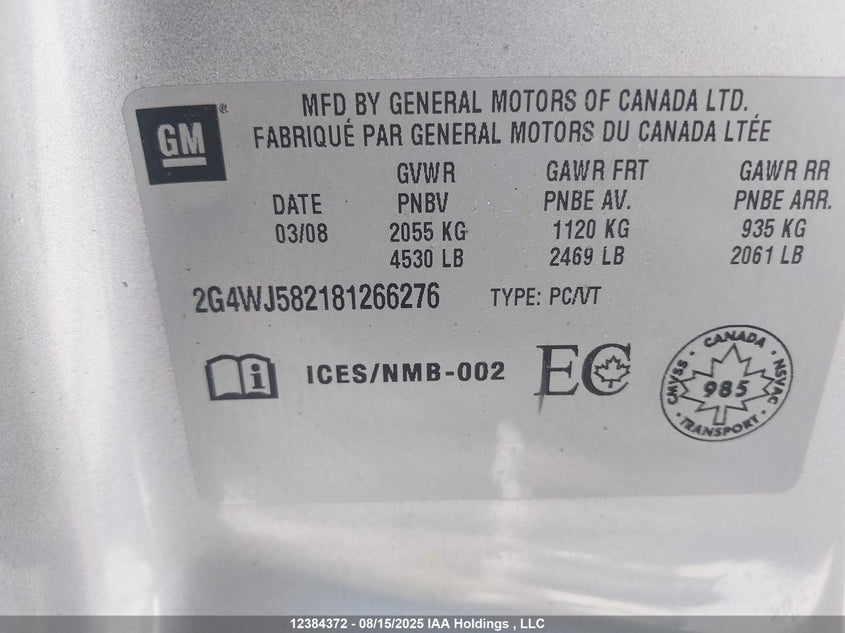 GM®
MFD BY GENERAL MOTORS OF CANADA LTD.
FABRIQUÉ PAR GENERAL MOTORS DU CANADA LTÉE
GVWR GAWR FRT GAWR RR
DATE PNBV PNBE AV. PNBE ARR.
03/08 2055 KG 1120 KG 935 KG
4530 LB 2469 LB 2061 LB
2G4WJ582181266276 TYPE: PC/VT
i ICES/NMB-002 EC
CANADA
CMVSS 985 NSVAC
TRANSPORT
12384372 - 08/15/2025 IAA Holdings , LLC